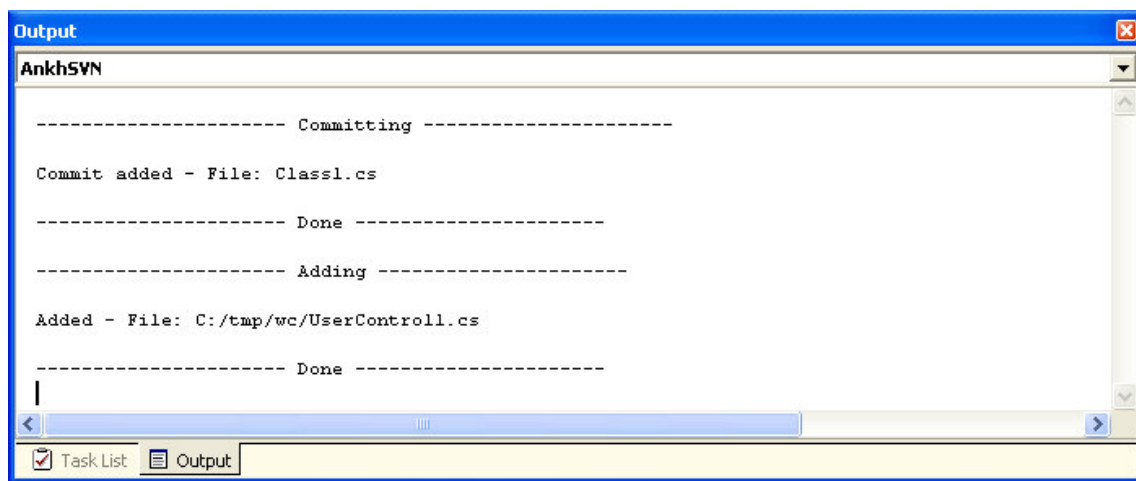 Output
AnkhSVN
---------------------- Committing ----------------------
Commit added - File: Class1.cs
---------------------- Done ----------------------
---------------------- Adding ----------------------
Added - File: C:/tmp/wc/UserControl1.cs
---------------------- Done ----------------------
Task List Output